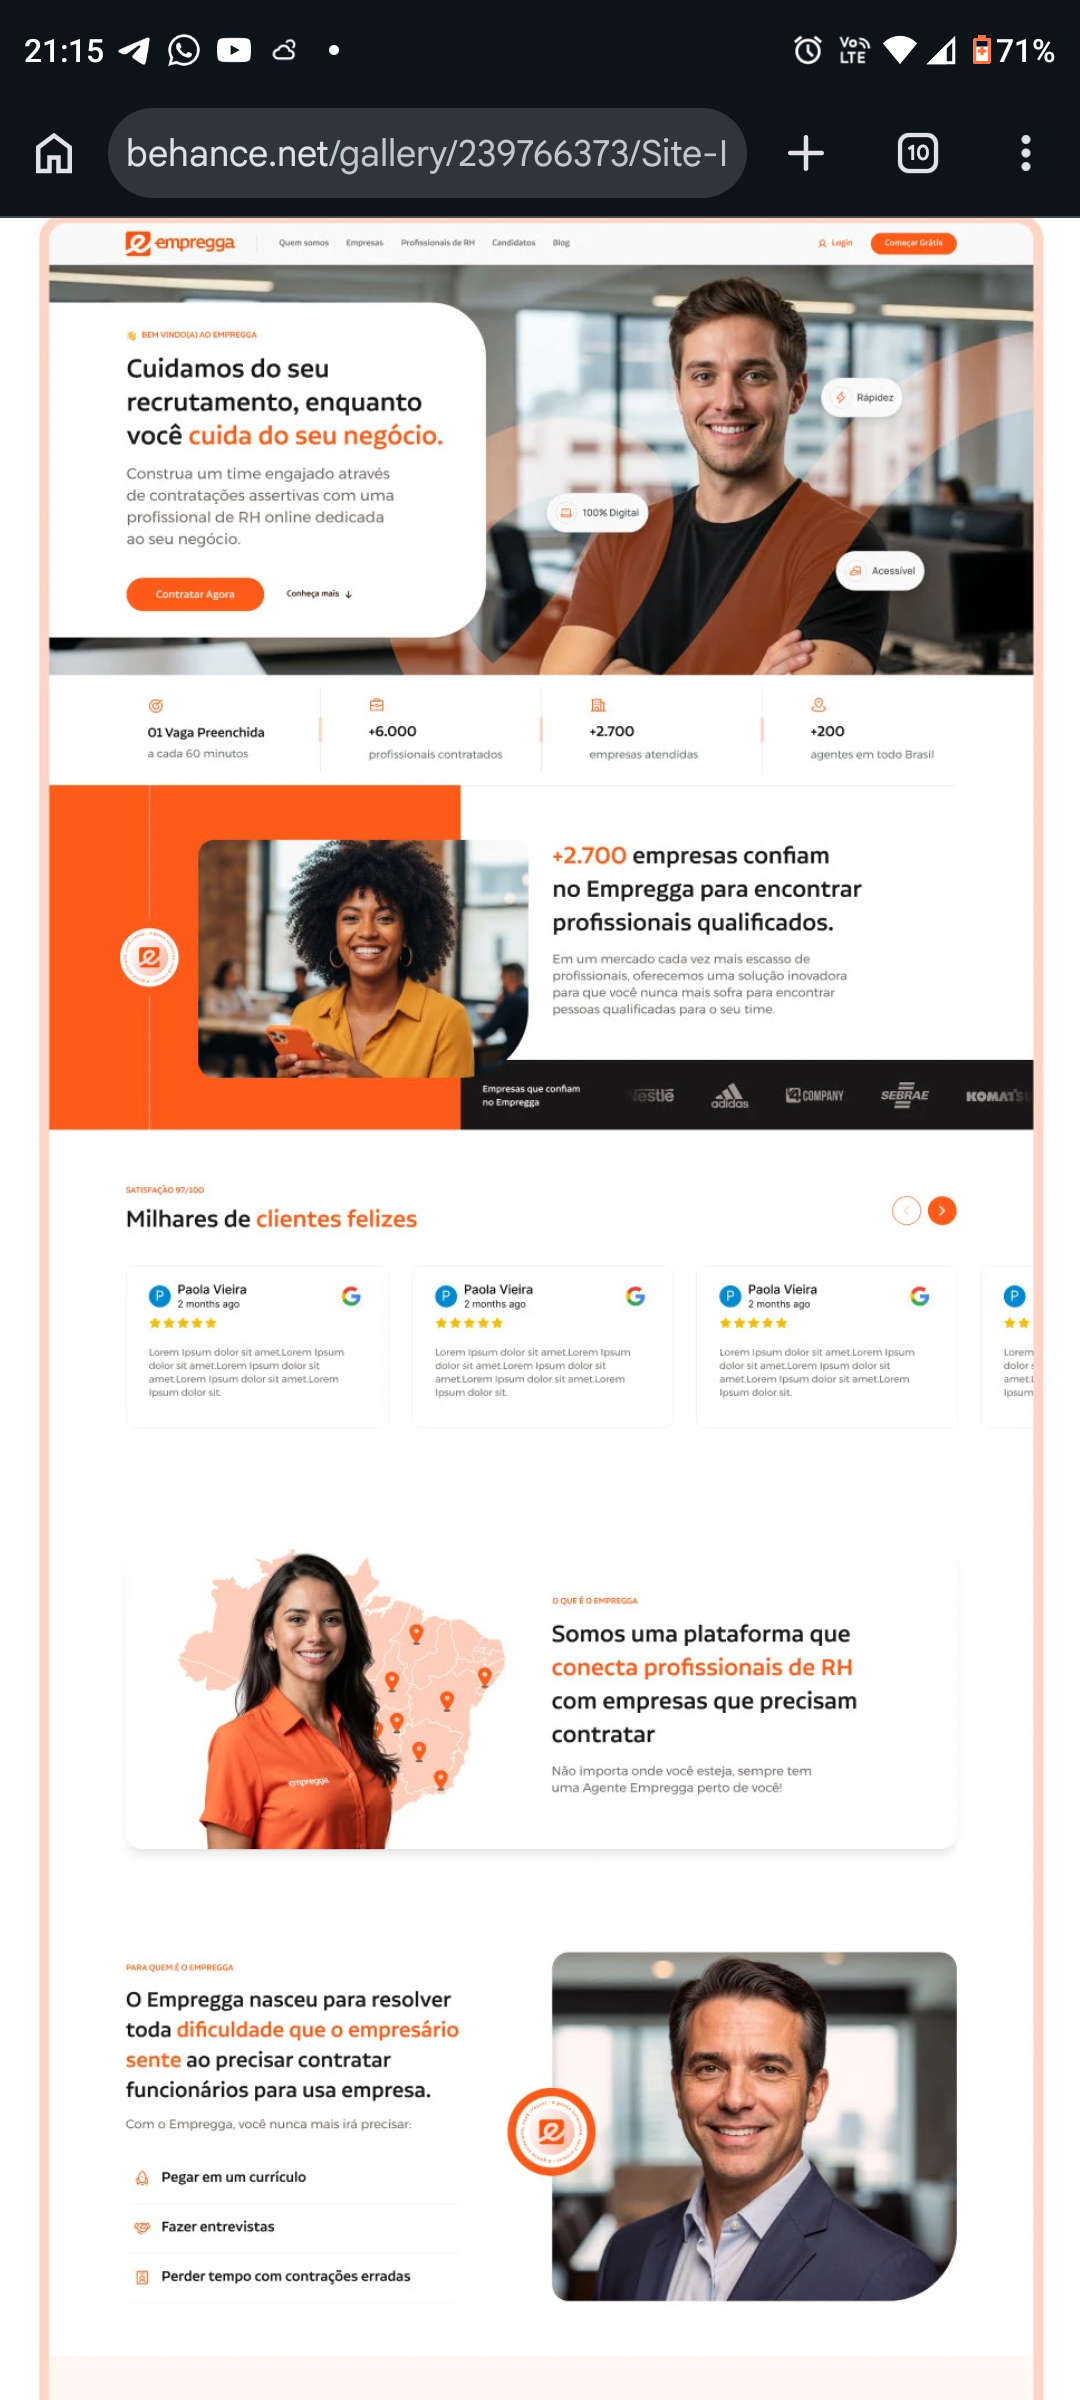 21:15
Vo LTE
71%
behance.net/gallery/239766373/Site-I
10
empregga
Quem somos
Empresas
Profissionais de RH
Candidatos
Blog
Login
Começar Grátis
BEM VINDO(A) AO EMPREGGA
Cuidamos do seu
recrutamento, enquanto
você cuida do seu negócio.
Construa um time engajado através
de contratações assertivas com uma
profissional de RH online dedicada
ao seu negócio.
Contratar Agora
Conheça mais
Rápidez
100% Digital
Acessível
01 Vaga Preenchida
a cada 60 minutos
+6.000
profissionais contratados
+2.700
empresas atendidas
+200
agentes em todo Brasil
+2.700 empresas confiam
no Empregga para encontrar
profissionais qualificados.
Em um mercado cada vez mais escasso de
profissionais, oferecemos uma solução inovadora
para que você nunca mais sofra para encontrar
pessoas qualificadas para o seu time.
Empresas que confiam
no Empregga
Nestlé
adidas
V4 COMPANY
SEBRAE
KOMATSU
SATISFAÇÃO 97/100
Milhares de clientes felizes
P
Paola Vieira
2 months ago
Lorem Ipsum dolor sit amet.Lorem Ipsum
dolor sit amet.Lorem Ipsum dolor sit
amet.Lorem Ipsum dolor sit amet.Lorem
Ipsum dolor sit.
P
Paola Vieira
2 months ago
Lorem Ipsum dolor sit amet.Lorem Ipsum
dolor sit amet.Lorem Ipsum dolor sit
amet.Lorem Ipsum dolor sit amet.Lorem
Ipsum dolor sit.
P
Paola Vieira
2 months ago
Lorem Ipsum dolor sit amet.Lorem Ipsum
dolor sit amet.Lorem Ipsum dolor sit
amet.Lorem Ipsum dolor sit amet.Lorem
Ipsum dolor sit.
P
Lorem
dolor s
amet.L
Ipsum
empregga
O QUE É O EMPREGGA
Somos uma plataforma que
conecta profissionais de RH
com empresas que precisam
contratar
Não importa onde você esteja, sempre tem
uma Agente Empregga perto de você!
PARA QUEM É O EMPREGGA
O Empregga nasceu para resolver
toda dificuldade que o empresário
sente ao precisar contratar
funcionários para usa empresa.
Com o Empregga, você nunca mais irá precisar:
Pegar em um currículo
Fazer entrevistas
Perder tempo com contrações erradas